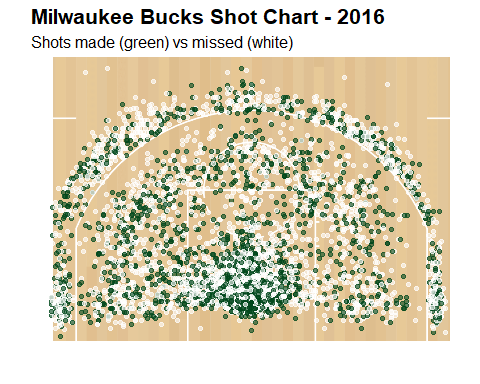 Milwaukee Bucks Shot Chart - 2016
Shots made (green) vs missed (white)